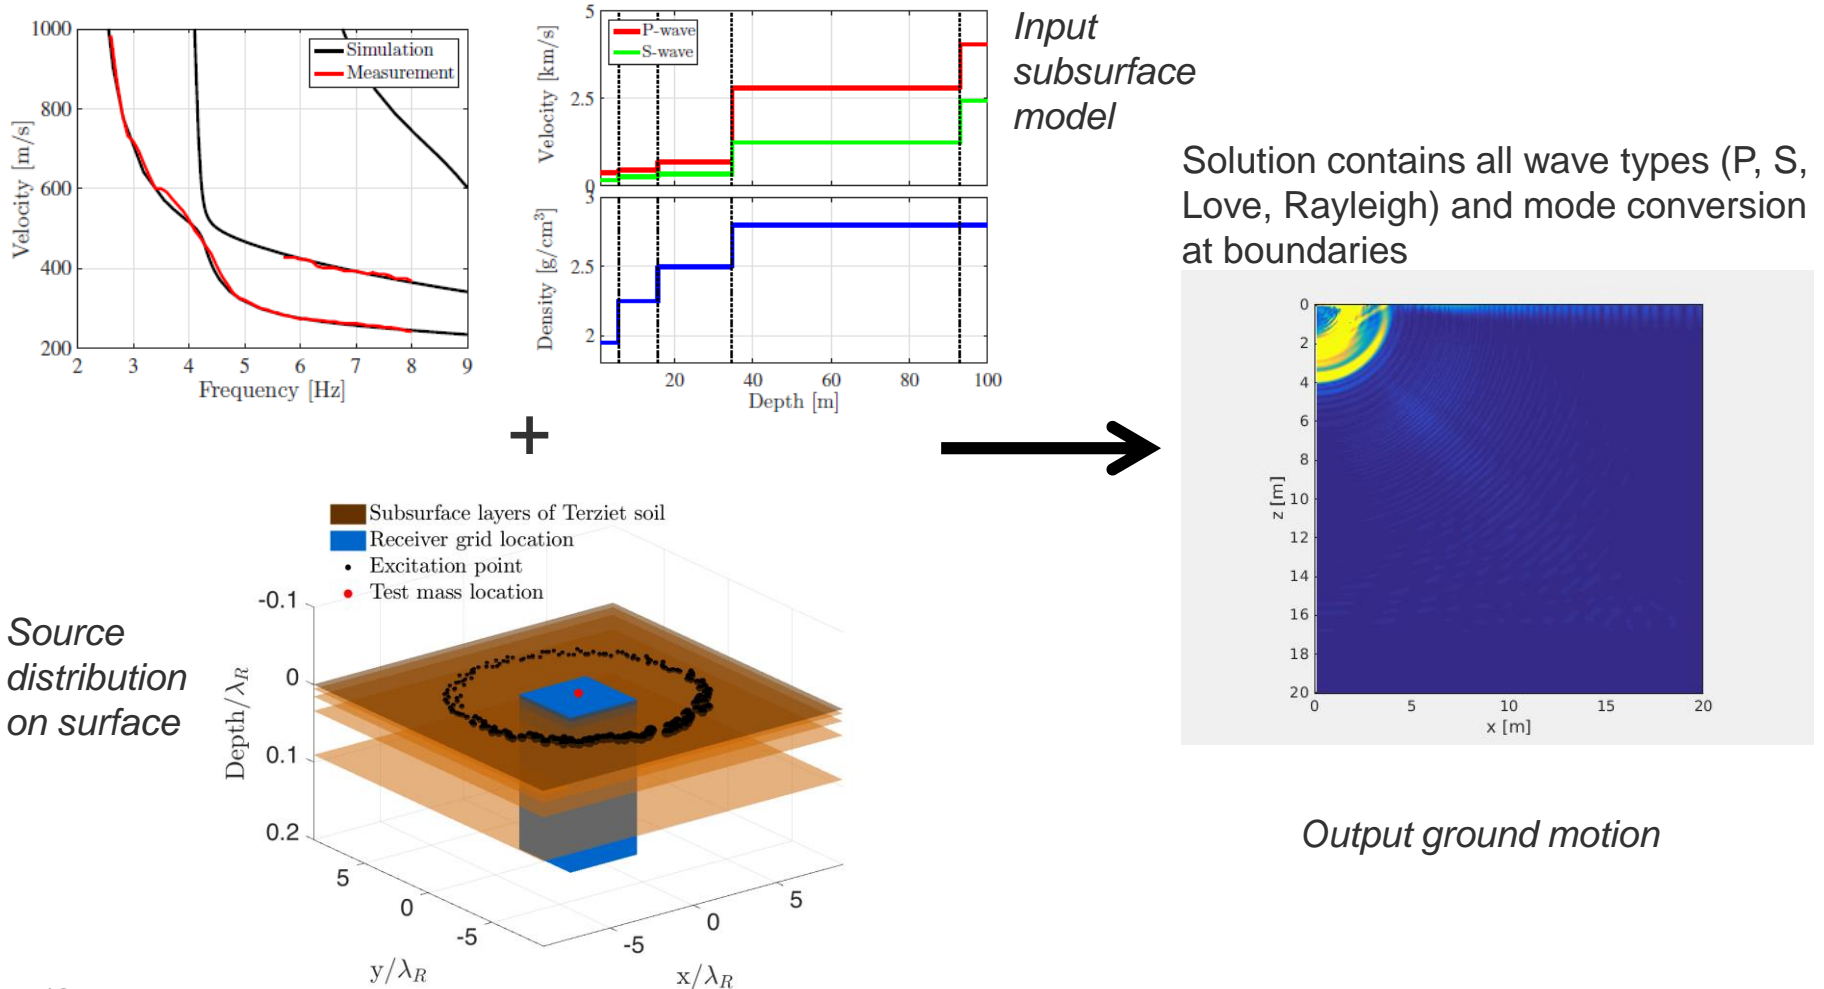 1000
800
600
400
200
Velocity [m/s]
Simulation
Measurement
2 3 4 5 6 7 8 9
Frequency [Hz]
5
2.5
0
Velocity [km/s]
P-wave
S-wave
3
2.5
2
Density [g/cm³]
20 40 60 80 100
Depth [m]
Input
subsurface
model
+
Solution contains all wave types (P, S,
Love, Rayleigh) and mode conversion
at boundaries
0
2
4
6
8
10
12
14
16
18
20
z [m]
0 5 10 15 20
x [m]
Output ground motion
Source
distribution
on surface
Subsurface layers of Terziet soil
Receiver grid location
Excitation point
Test mass location
-0.1
0
0.1
0.2
Depth/λR
5
0
-5
y/λR
-5
0
5
x/λR